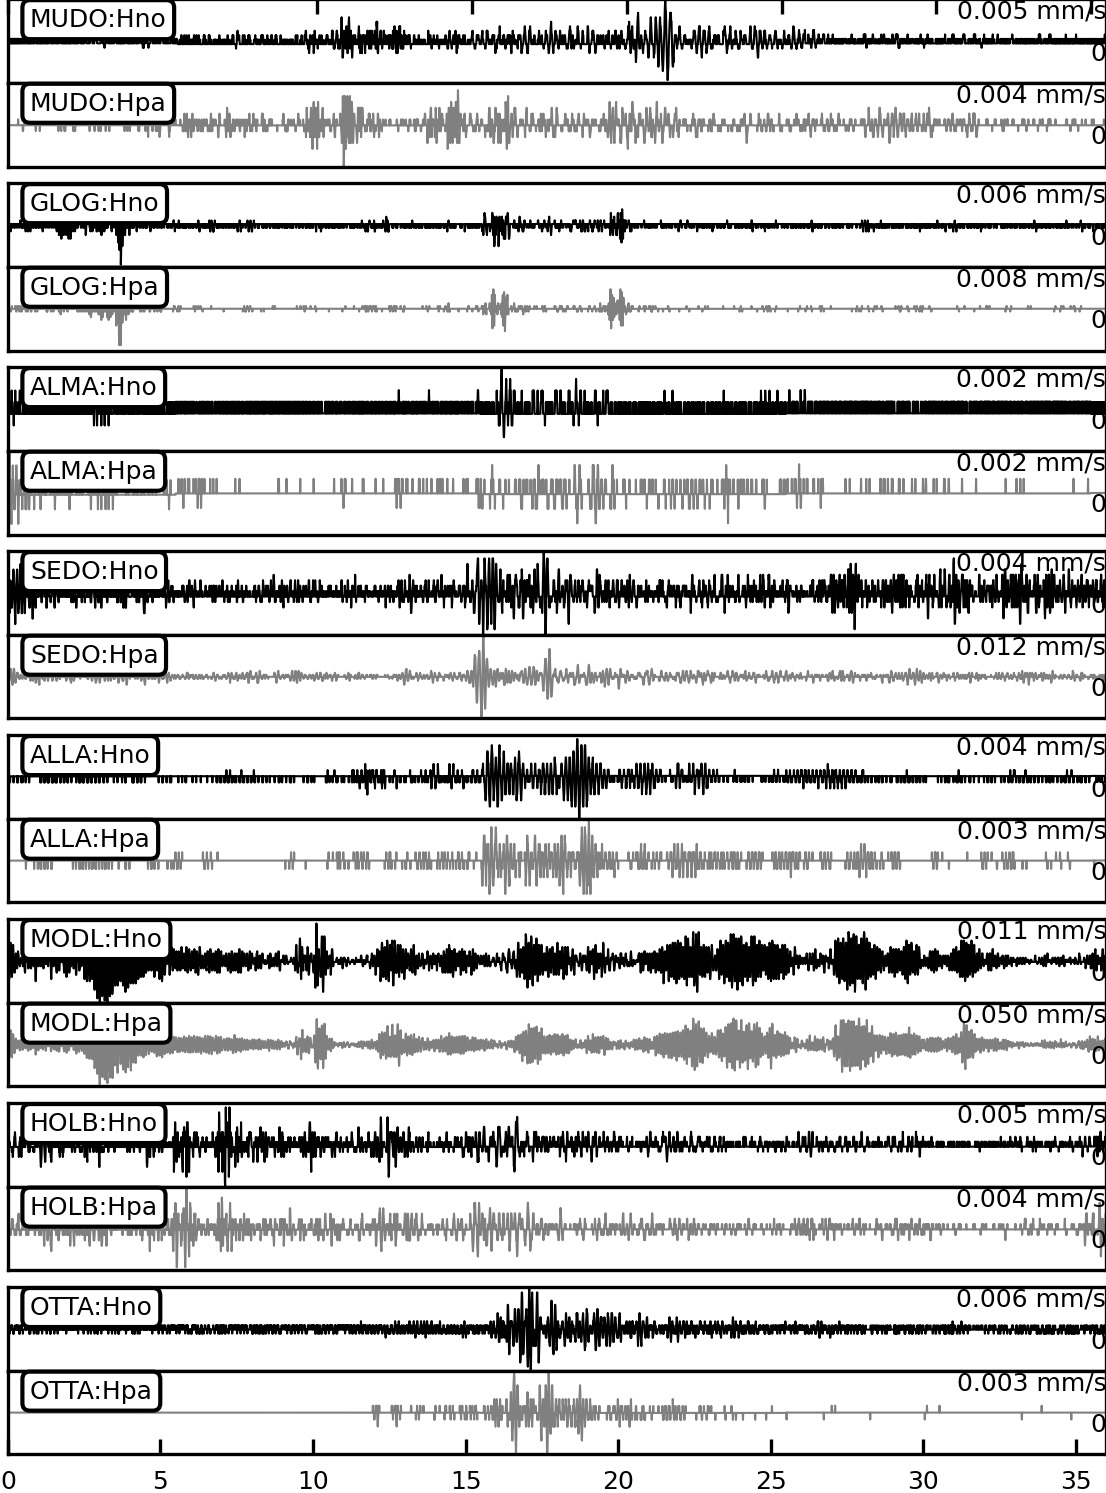 MUDO:Hno 0.005 mm/s
0
MUDO:Hpa 0.004 mm/s
0
GLOG:Hno 0.006 mm/s
0
GLOG:Hpa 0.008 mm/s
0
ALMA:Hno 0.002 mm/s
0
ALMA:Hpa 0.002 mm/s
0
SEDO:Hno 0.004 mm/s
0
SEDO:Hpa 0.012 mm/s
0
ALLA:Hno 0.004 mm/s
0
ALLA:Hpa 0.003 mm/s
0
MODL:Hno 0.011 mm/s
0
MODL:Hpa 0.050 mm/s
0
HOLB:Hno 0.005 mm/s
0
HOLB:Hpa 0.004 mm/s
0
OTTA:Hno 0.006 mm/s
0
OTTA:Hpa 0.003 mm/s
0
0 5 10 15 20 25 30 35